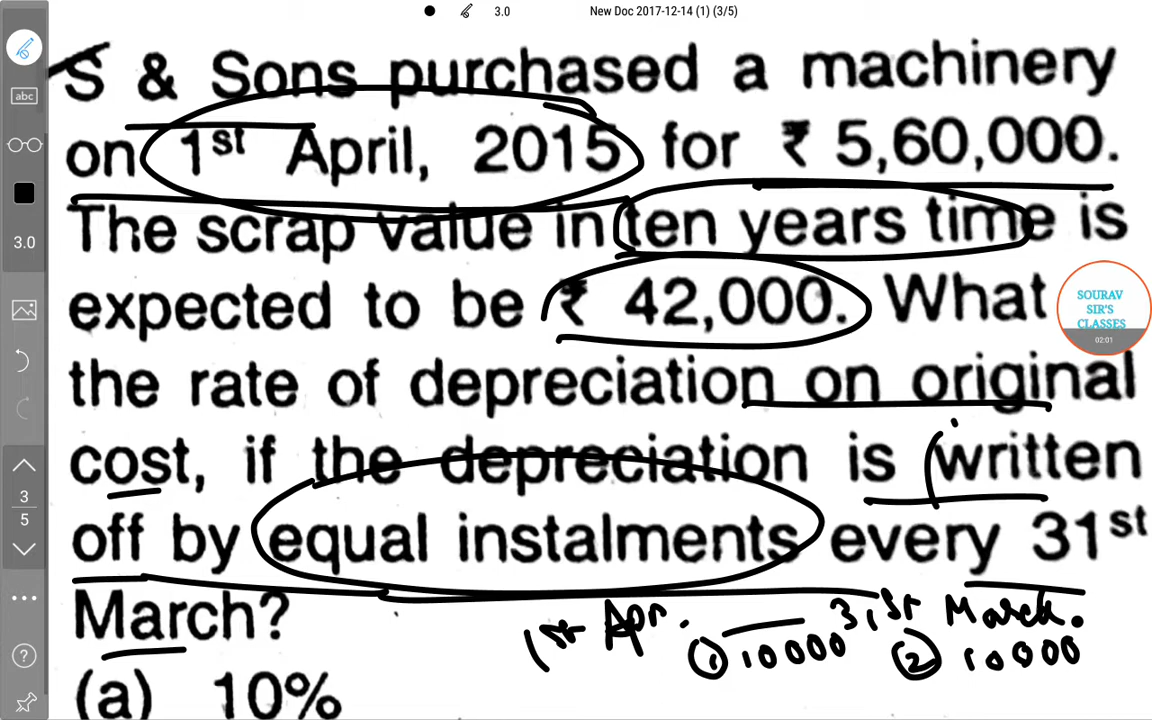 3.0 New Doc 2017-12-14 (1) (3/5)
abc
3.0
3
5
S & Sons purchased a machinery
on 1st April, 2015 for ₹ 5,60,000.
The scrap value in ten years time is
expected to be ₹ 42,000. What
the rate of depreciation on original
cost, if the depreciation is written
off by equal instalments every 31st
March?
1st Apr. 31st March.
① 10000 ② 10000
(a) 10%
SOURAV
SIR'S
CLASSES
02:01